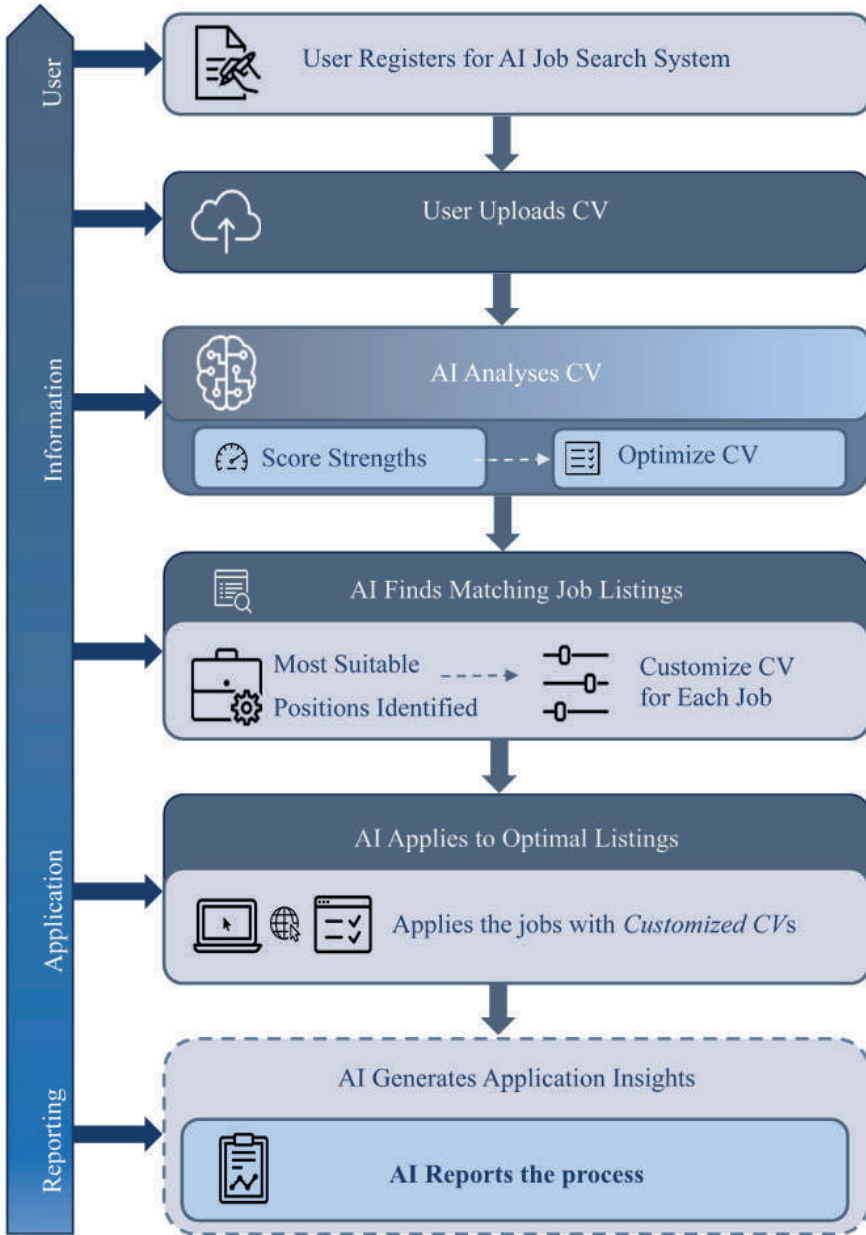 User
User Registers for AI Job Search System
User Uploads CV
Information
AI Analyses CV
Score Strengths
Optimize CV
AI Finds Matching Job Listings
Most Suitable
Positions Identified
Customize CV
for Each Job
Application
AI Applies to Optimal Listings
Applies the jobs with Customized CVs
Reporting
AI Generates Application Insights
AI Reports the process